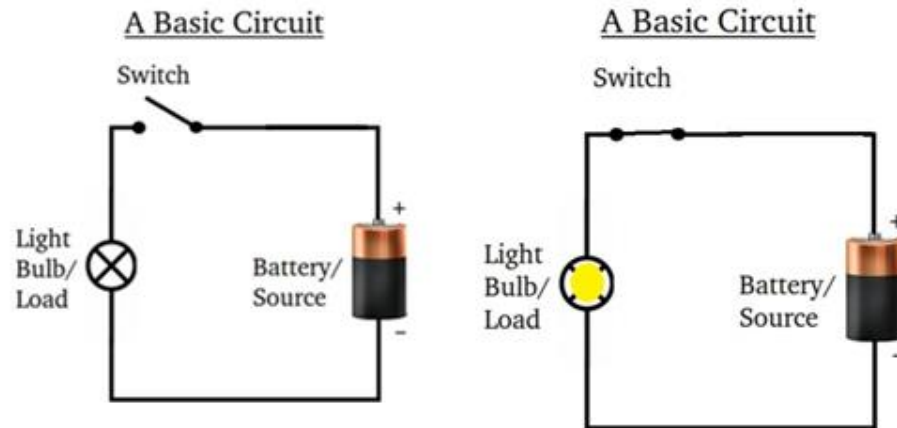 A Basic Circuit
Switch
+
Light
Bulb/
Load
Battery/
Source
−
A Basic Circuit
Switch
+
Light
Bulb/
Load
Battery/
Source
-